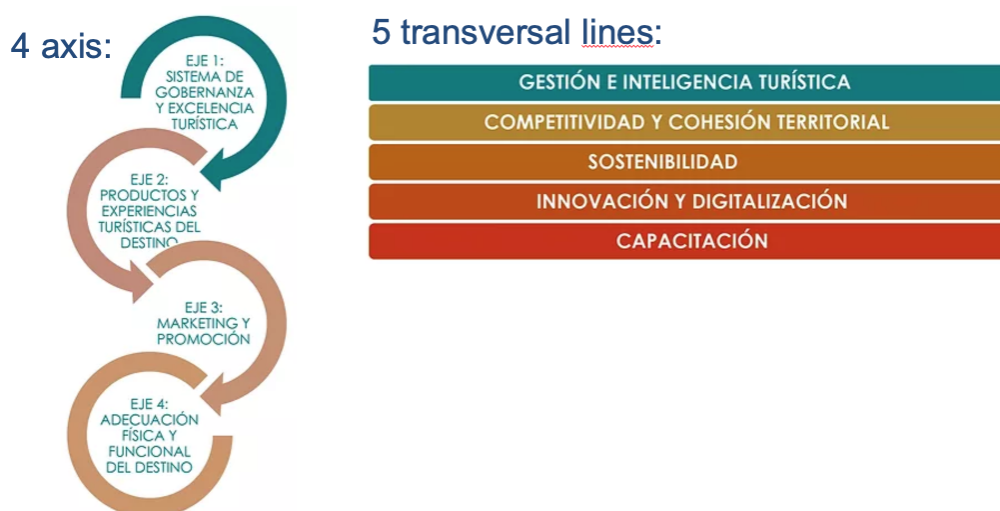 4 axis:
EJE 1:
SISTEMA DE
GOBERNANZA
Y EXCELENCIA
TURÍSTICA
EJE 2:
PRODUCTOS Y
EXPERIENCIAS
TURÍSTICAS DEL
DESTINO
EJE 3:
MARKETING Y
PROMOCIÓN
EJE 4:
ADECUACIÓN
FÍSICA Y
FUNCIONAL
DEL DESTINO
5 transversal lines:
GESTIÓN E INTELIGENCIA TURÍSTICA
COMPETITIVIDAD Y COHESIÓN TERRITORIAL
SOSTENIBILIDAD
INNOVACIÓN Y DIGITALIZACIÓN
CAPACITACIÓN